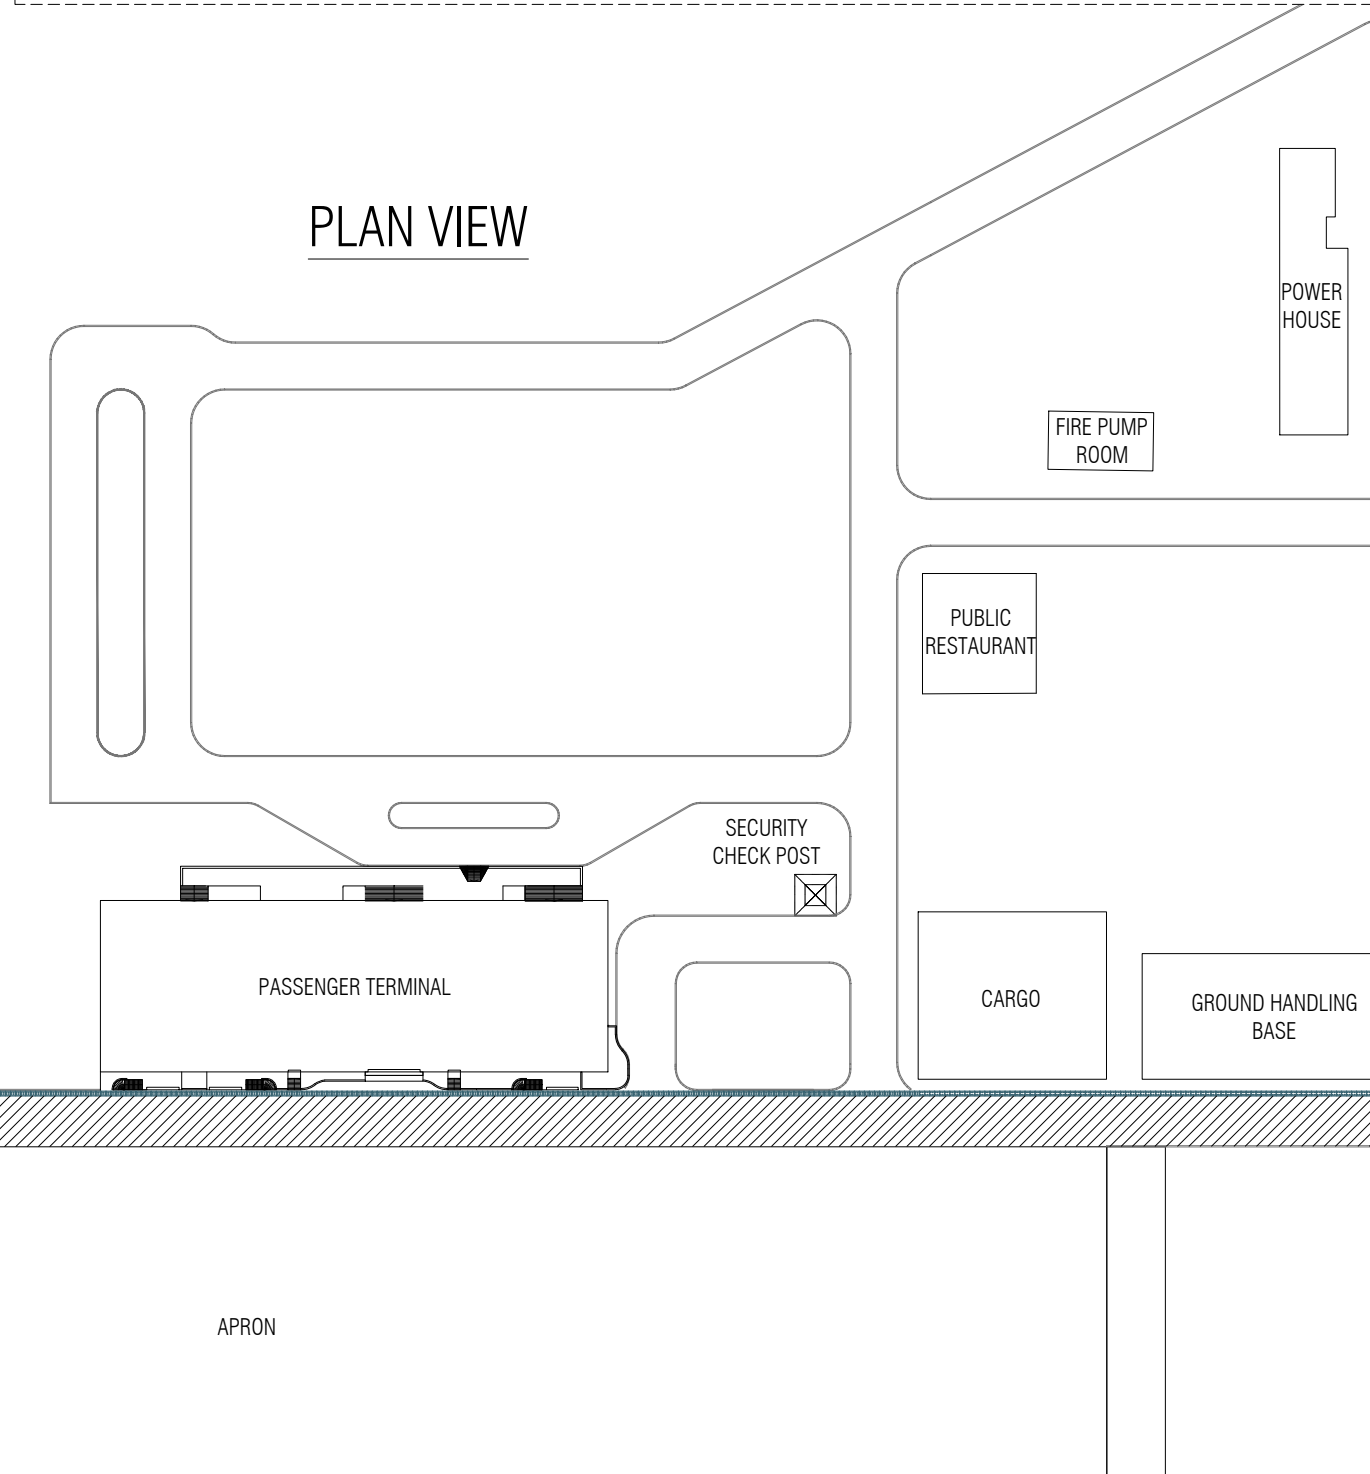 PLAN VIEW
POWER
HOUSE
FIRE PUMP
ROOM
PUBLIC
RESTAURANT
SECURITY
CHECK POST
PASSENGER TERMINAL
CARGO
GROUND HANDLING
BASE
APRON